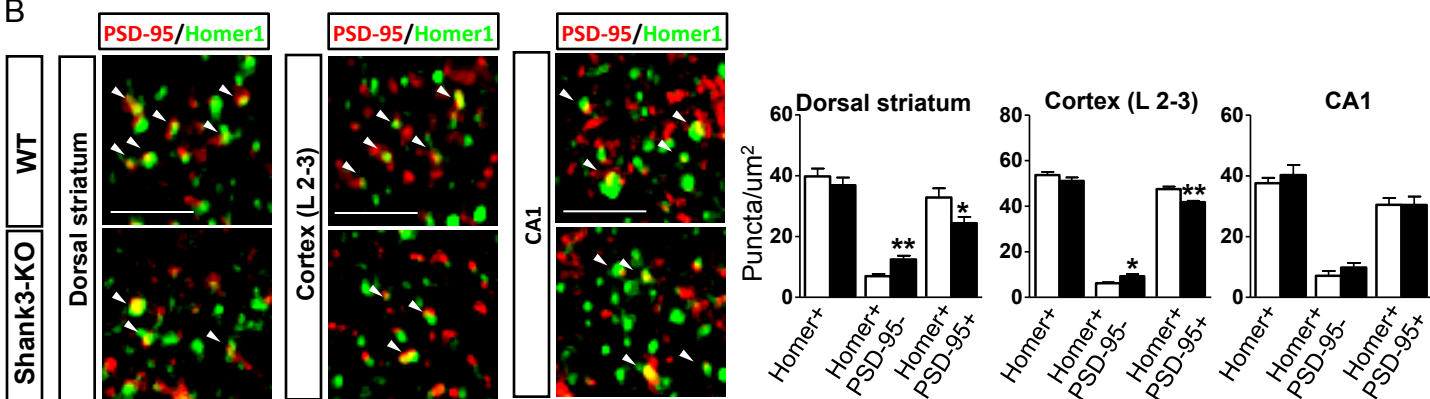 B
PSD-95/Homer1
PSD-95/Homer1
PSD-95/Homer1
WT
Shank3-KO
Dorsal striatum
Cortex (L 2-3)
CA1
Dorsal striatum
Cortex (L 2-3)
CA1
Puncta/um²
60
40
20
0
80
60
40
20
0
60
40
20
0
**
*
*
**
Homer+
Homer+
PSD-95-
Homer+
PSD-95+
Homer+
Homer+
PSD-95-
Homer+
PSD-95+
Homer+
Homer+
PSD-95-
Homer+
PSD-95+